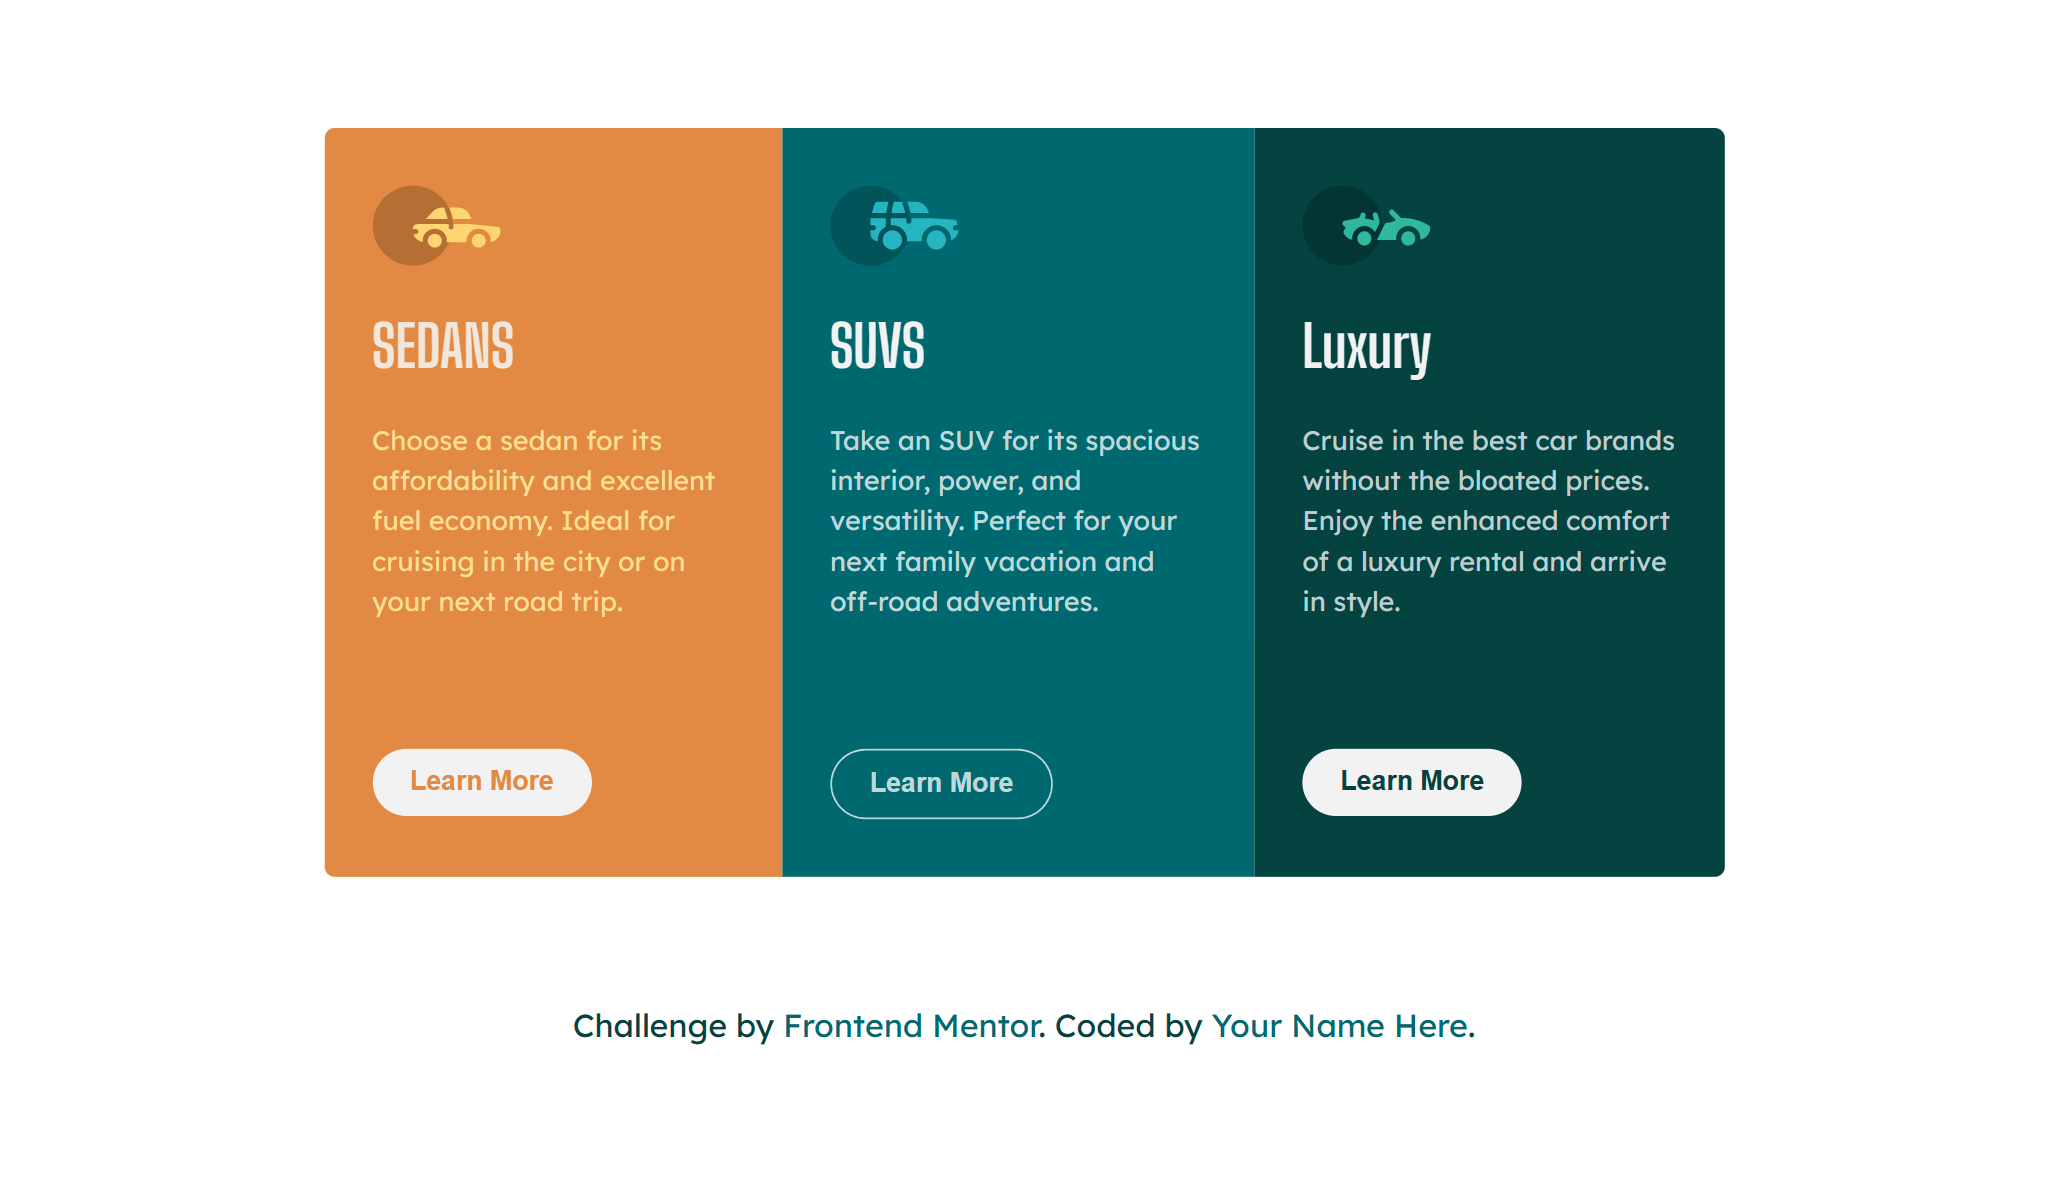 SEDANS
Choose a sedan for its
affordability and excellent
fuel economy. Ideal for
cruising in the city or on
your next road trip.
Learn More
SUVS
Take an SUV for its spacious
interior, power, and
versatility. Perfect for your
next family vacation and
off-road adventures.
Learn More
Luxury
Cruise in the best car brands
without the bloated prices.
Enjoy the enhanced comfort
of a luxury rental and arrive
in style.
Learn More
Challenge by Frontend Mentor. Coded by Your Name Here.